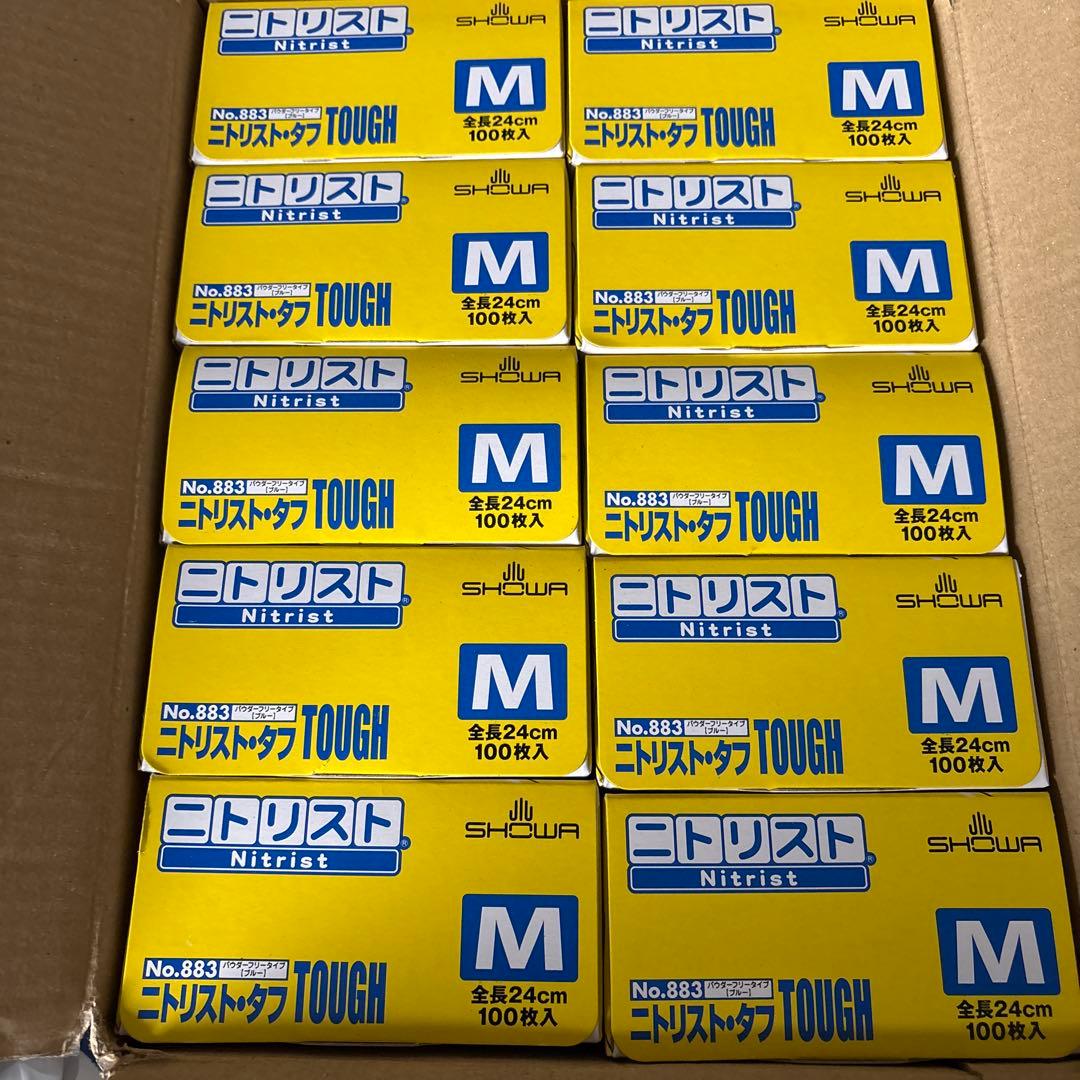 ニトリスト®
Nitrist
SHOWA
M
No.883 パウダーフリータイプ
[ブルー]
ニトリスト・タフ TOUGH
全長24cm
100枚入
ニトリスト®
Nitrist
SHOWA
M
No.883 パウダーフリータイプ
[ブルー]
ニトリスト・タフ TOUGH
全長24cm
100枚入
ニトリスト®
Nitrist
SHOWA
M
No.883 パウダーフリータイプ
[ブルー]
ニトリスト・タフ TOUGH
全長24cm
100枚入
ニトリスト®
Nitrist
SHOWA
M
No.883 パウダーフリータイプ
[ブルー]
ニトリスト・タフ TOUGH
全長24cm
100枚入
ニトリスト®
Nitrist
SHOWA
M
No.883 パウダーフリータイプ
[ブルー]
ニトリスト・タフ TOUGH
全長24cm
100枚入
ニトリスト®
Nitrist
SHOWA
M
No.883 パウダーフリータイプ
[ブルー]
ニトリスト・タフ TOUGH
全長24cm
100枚入
ニトリスト®
Nitrist
SHOWA
M
No.883 パウダーフリータイプ
[ブルー]
ニトリスト・タフ TOUGH
全長24cm
100枚入
ニトリスト®
Nitrist
SHOWA
M
No.883 パウダーフリータイプ
[ブルー]
ニトリスト・タフ TOUGH
全長24cm
100枚入
ニトリスト®
Nitrist
SHOWA
M
No.883 パウダーフリータイプ
[ブルー]
ニトリスト・タフ TOUGH
全長24cm
100枚入
ニトリスト®
Nitrist
SHOWA
M
No.883 パウダーフリータイプ
[ブルー]
ニトリスト・タフ TOUGH
全長24cm
100枚入